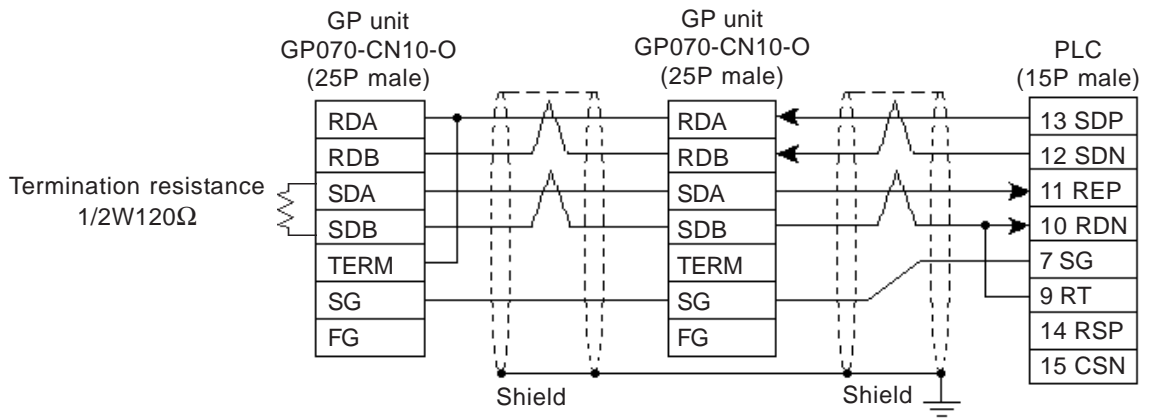 GP unit
GP070-CN10-O
(25P male)
GP unit
GP070-CN10-O
(25P male)
PLC
(15P male)
Termination resistance
1/2W120Ω
RDA
RDB
SDA
SDB
TERM
SG
FG
RDA
RDB
SDA
SDB
TERM
SG
FG
13 SDP
12 SDN
11 REP
10 RDN
7 SG
9 RT
14 RSP
15 CSN
Shield
Shield